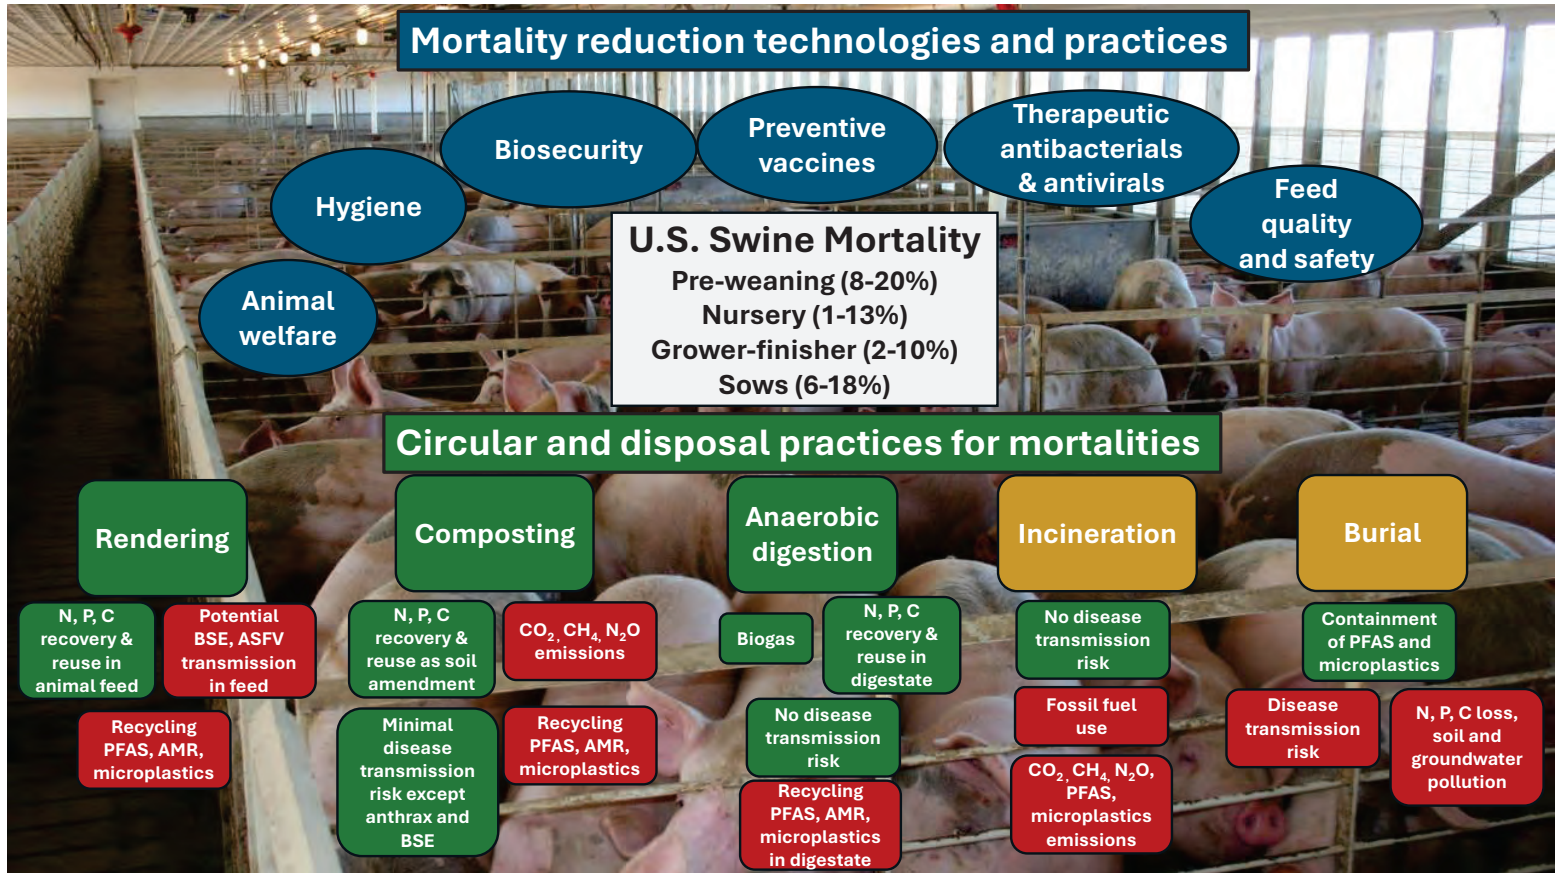 Mortality reduction technologies and practices
Animal
welfare
Hygiene
Biosecurity
Preventive
vaccines
Therapeutic
antibacterials
& antivirals
Feed
quality
and safety
U.S. Swine Mortality
Pre-weaning (8-20%)
Nursery (1-13%)
Grower-finisher (2-10%)
Sows (6-18%)
Circular and disposal practices for mortalities
Rendering
N, P, C
recovery &
reuse in
animal feed
Potential
BSE, ASFV
transmission
in feed
Recycling
PFAS, AMR,
microplastics
Composting
N, P, C
recovery &
reuse as soil
amendment
CO₂, CH₄, N₂O
emissions
Minimal
disease
transmission
risk except
anthrax and
BSE
Recycling
PFAS, AMR,
microplastics
Anaerobic
digestion
Biogas
N, P, C
recovery &
reuse in
digestate
No disease
transmission
risk
Recycling
PFAS, AMR,
microplastics
in digestate
Incineration
No disease
transmission
risk
Fossil fuel
use
CO₂, CH₄, N₂O,
PFAS,
microplastics
emissions
Burial
Containment
of PFAS and
microplastics
Disease
transmission
risk
N, P, C loss,
soil and
groundwater
pollution